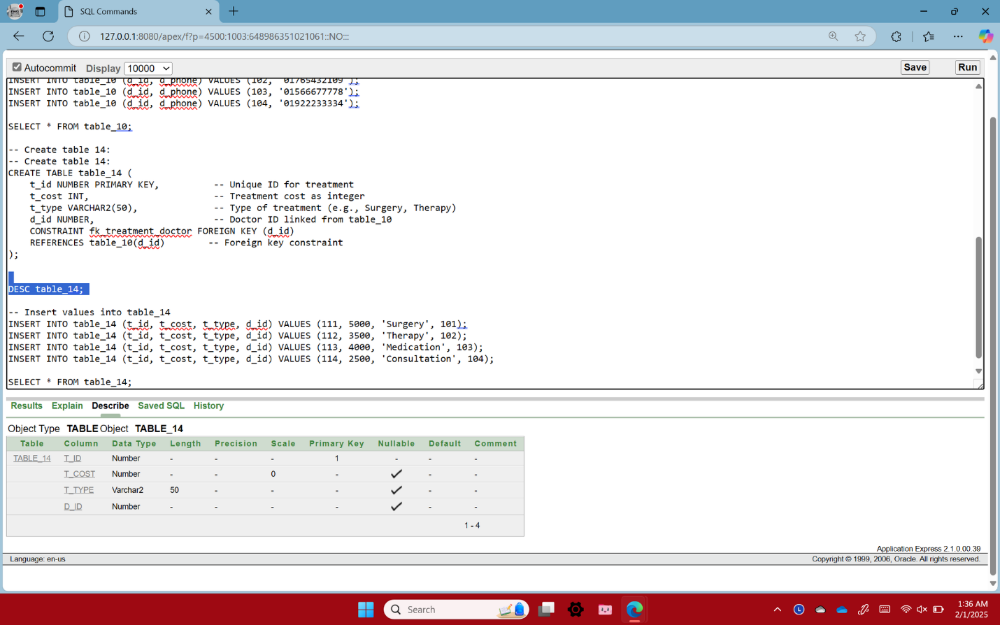 SQL Commands
127.0.0.1:8080/apex/f?p=4500:1003:648986351021061::NO:::
Autocommit Display 10000 Save Run
INSERT INTO table_10 (d_id, d_phone) VALUES (102, '01765432109');
INSERT INTO table_10 (d_id, d_phone) VALUES (103, '01566677778');
INSERT INTO table_10 (d_id, d_phone) VALUES (104, '01922233334');
SELECT * FROM table_10;
-- Create table 14:
-- Create table 14:
CREATE TABLE table_14 (
t_id NUMBER PRIMARY KEY, -- Unique ID for treatment
t_cost INT, -- Treatment cost as integer
t_type VARCHAR2(50), -- Type of treatment (e.g., Surgery, Therapy)
d_id NUMBER, -- Doctor ID linked from table_10
CONSTRAINT fk_treatment_doctor FOREIGN KEY (d_id)
REFERENCES table_10(d_id) -- Foreign key constraint
);
DESC table_14;
-- Insert values into table_14
INSERT INTO table_14 (t_id, t_cost, t_type, d_id) VALUES (111, 5000, 'Surgery', 101);
INSERT INTO table_14 (t_id, t_cost, t_type, d_id) VALUES (112, 3500, 'Therapy', 102);
INSERT INTO table_14 (t_id, t_cost, t_type, d_id) VALUES (113, 4000, 'Medication', 103);
INSERT INTO table_14 (t_id, t_cost, t_type, d_id) VALUES (114, 2500, 'Consultation', 104);
SELECT * FROM table_14;
Results Explain Describe Saved SQL History
Object Type TABLE Object TABLE_14
Table Column Data Type Length Precision Scale Primary Key Nullable Default Comment
TABLE_14 T_ID Number - - - 1 - - -
T_COST Number - - 0 - ✓ - -
T_TYPE Varchar2 50 - - - ✓ - -
D_ID Number - - - - ✓ - -
1 - 4
Application Express 2.1.0.00.39
Language: en-us Copyright © 1999, 2006, Oracle. All rights reserved.
Search
1:36 AM
2/1/2025